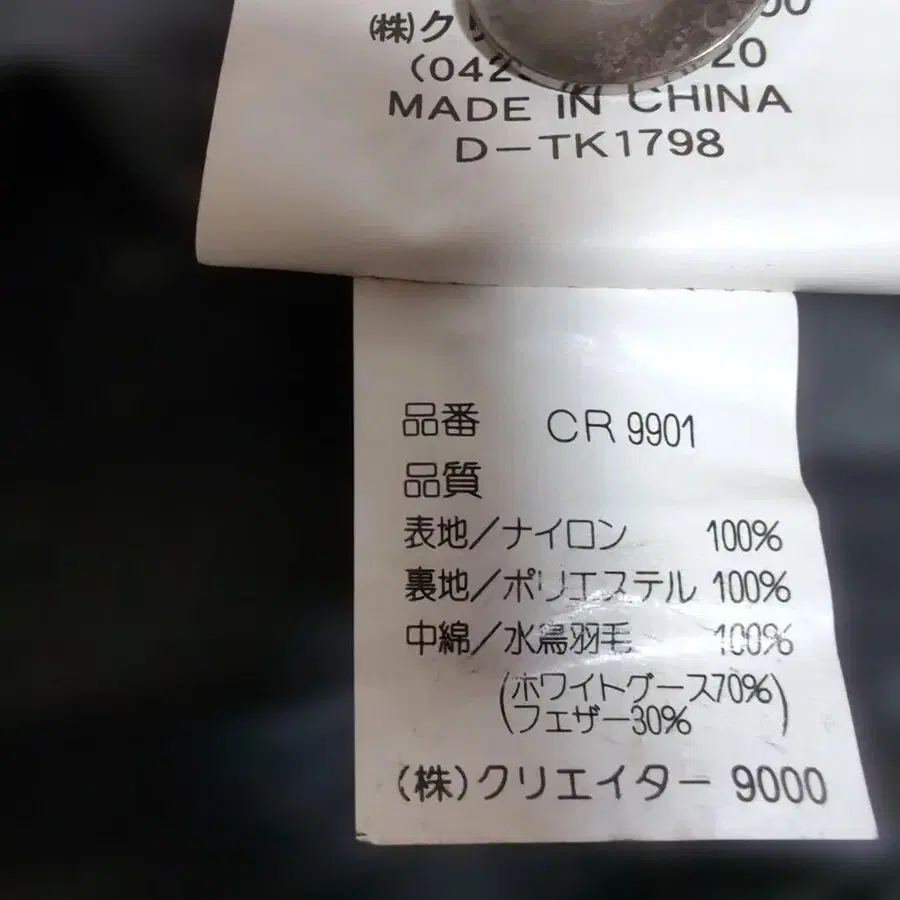 (株)ク
(042 20
MADE IN CHINA
D-TK1798
品番 CR 9901
品質
表地/ナイロン 100%
裏地/ポリエステル 100%
中綿/水鳥羽毛 100%
(ホワイトグース70%
フェザー30%)
(株)クリエイター 9000